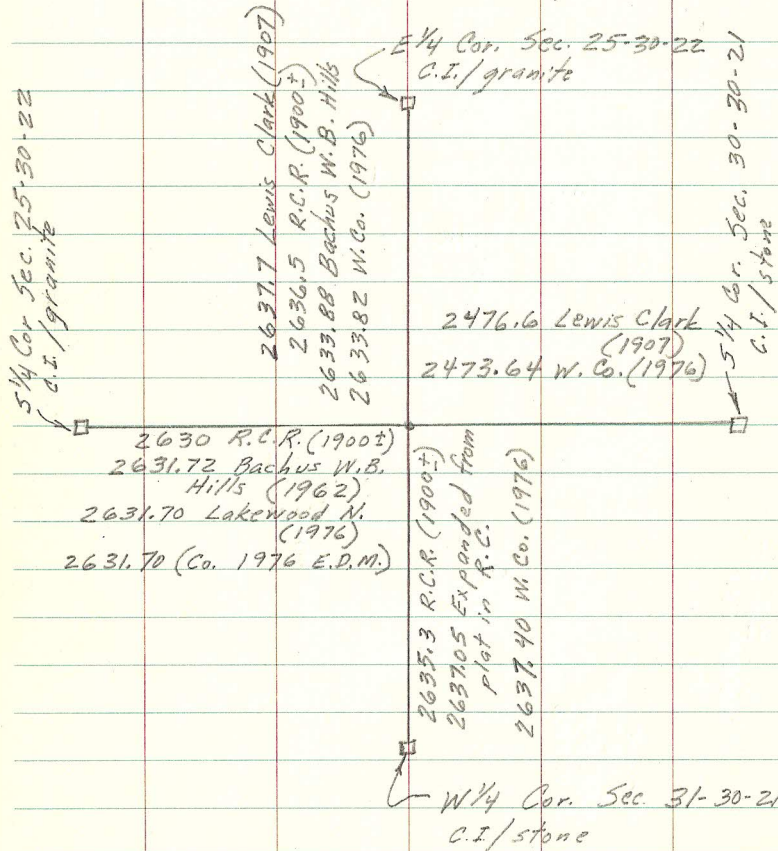 E 1/4 Cor. Sec. 25-30-22
C.I./granite
S 1/4 Cor Sec. 25-30-22
C.I./granite
2637.7 Lewis Clark (1907)
2636.5 R.C.R. (1900±)
2633.88 Bachus W.B. Hills
2633.82 W.Co. (1976)
S 1/4 Cor. Sec. 30-30-21
C.I./stone
2476.6 Lewis Clark
(1907)
2473.64 W. Co. (1976)
2630 R.C.R. (1900±)
2631.72 Bachus W.B.
Hills (1962)
2631.70 Lakewood N.
(1976)
2631.70 (Co. 1976 E.D.M.)
2635.3 R.C.R. (1900±)
2637.05 Expanded from
plat in R.C.
2637.40 W.Co. (1976)
W 1/4 Cor. Sec. 31-30-21
C.I./stone